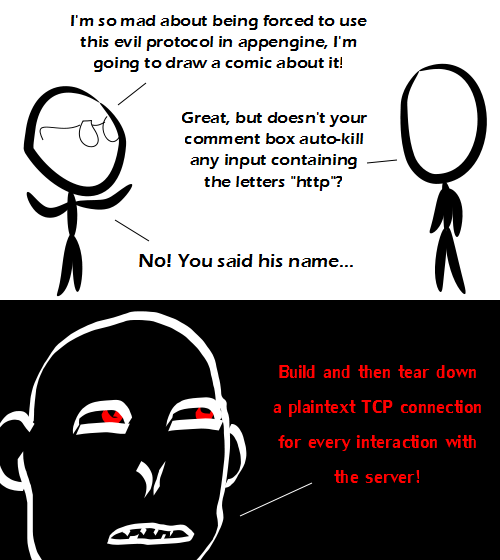 I'm so mad about being forced to use
this evil protocol in appengine, I'm
going to draw a comic about it!
Great, but doesn't your
comment box auto-kill
any input containing
the letters "http"?
No! You said his name...
Build and then tear down
a plaintext TCP connection
for every interaction with
the server!